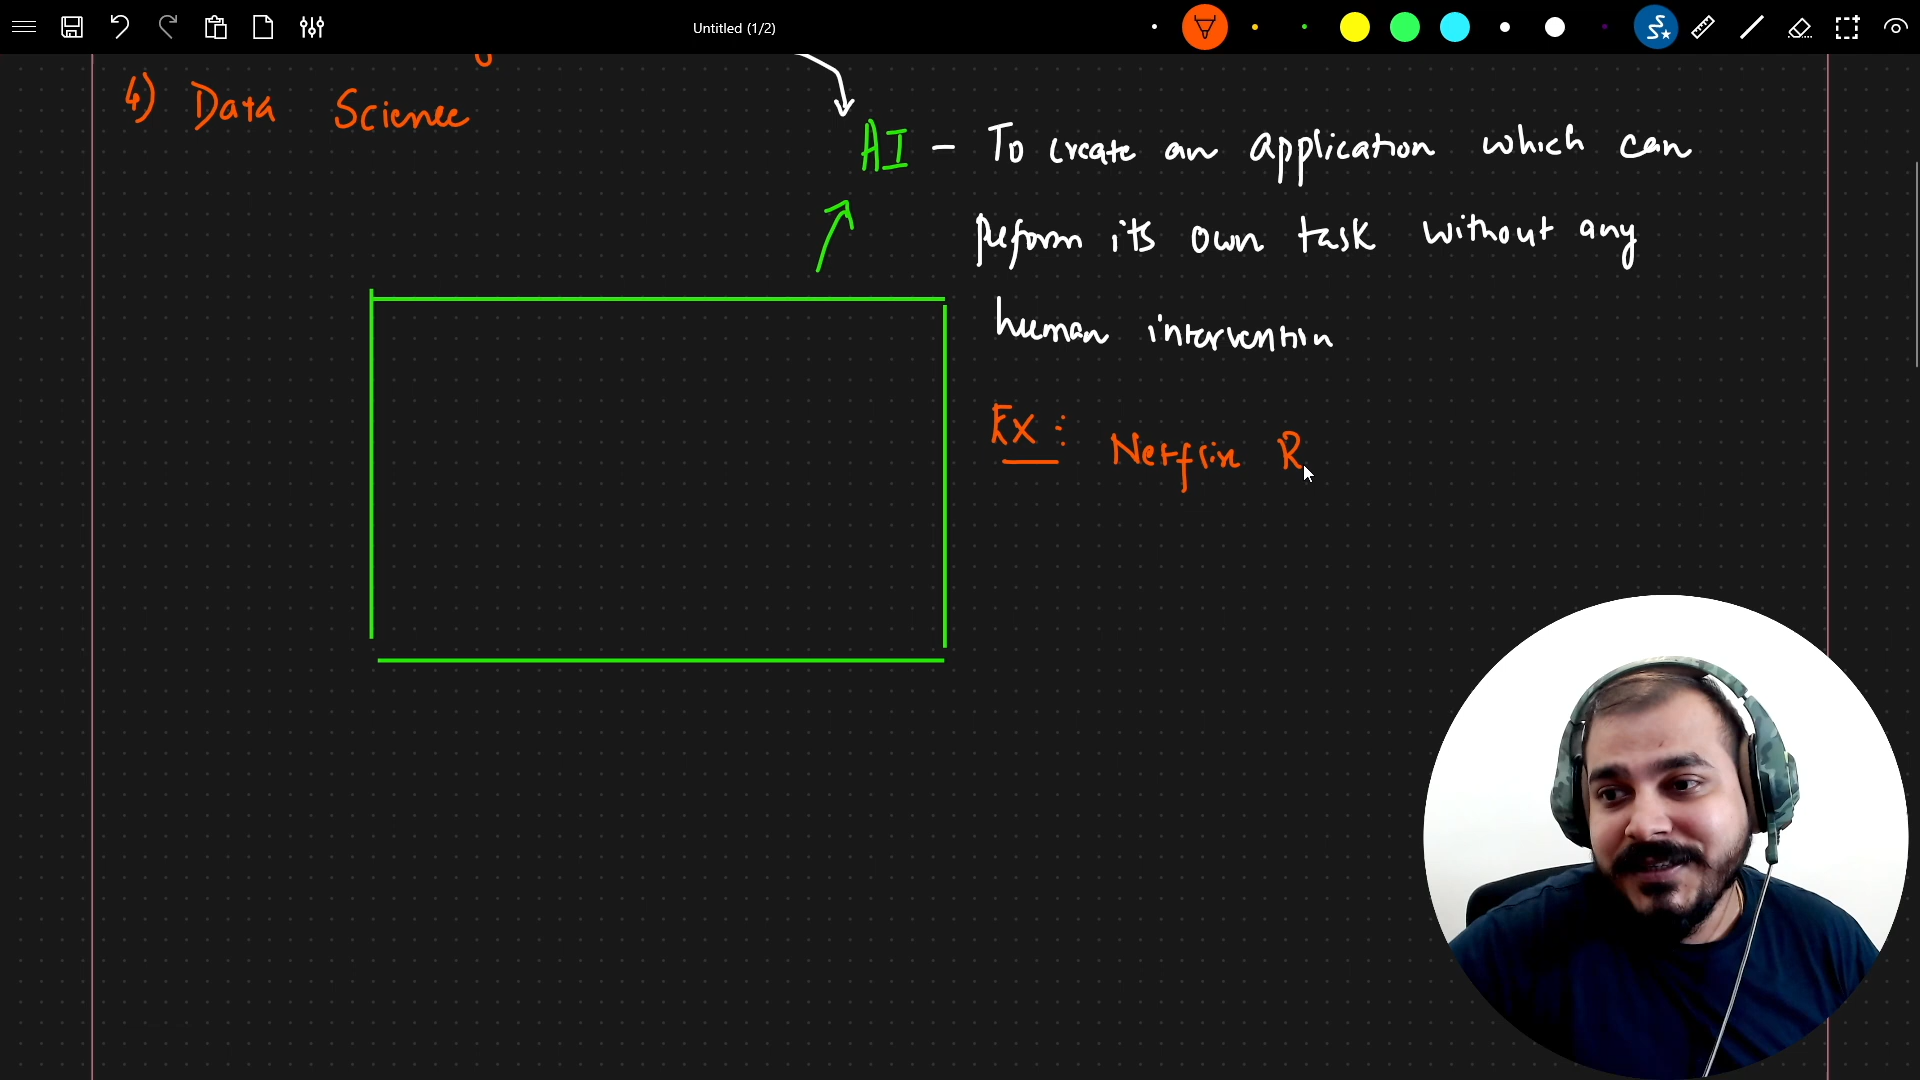 Untitled (1/2)
4) Data Science
AI - To create an application which can
peform its own task without any
human intervention
Ex : Netflix R